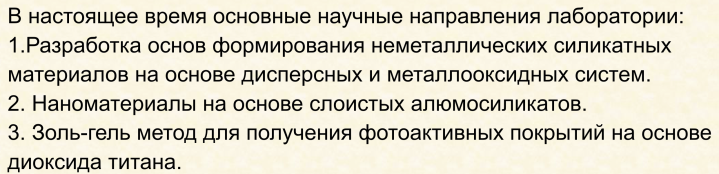 В настоящее время основные научные направления лаборатории:
1.Разработка основ формирования неметаллических силикатных
материалов на основе дисперсных и металлооксидных систем.
2. Наноматериалы на основе слоистых алюмосиликатов.
3. Золь-гель метод для получения фотоактивных покрытий на основе
диоксида титана.